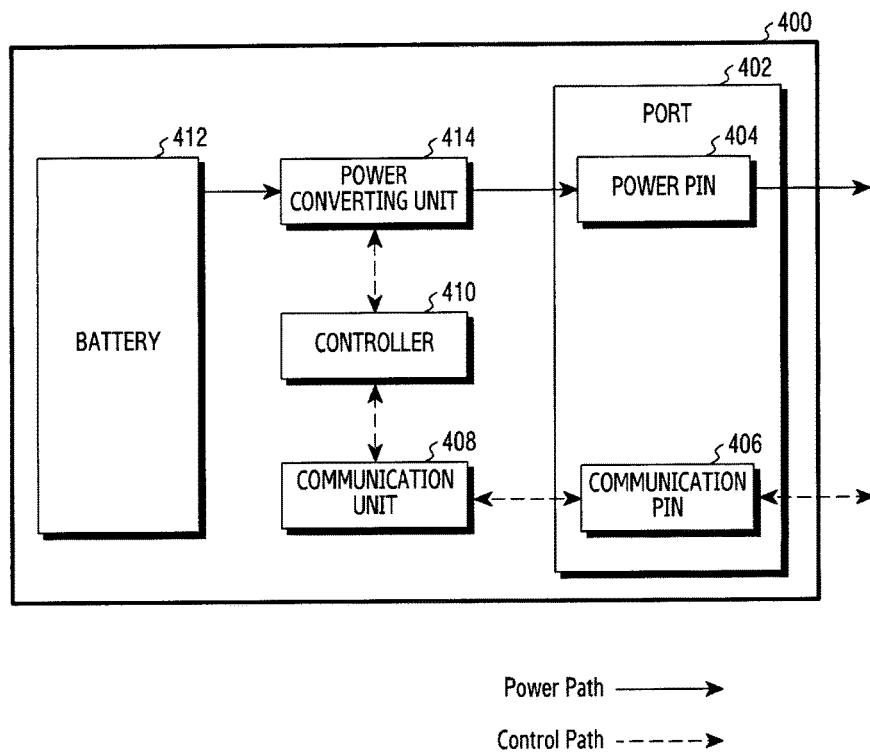 400
402
PORT
412
414
404
POWER
CONVERTING UNIT
POWER PIN
410
BATTERY
CONTROLLER
408
406
COMMUNICATION
UNIT
COMMUNICATION
PIN
Power Path
Control Path